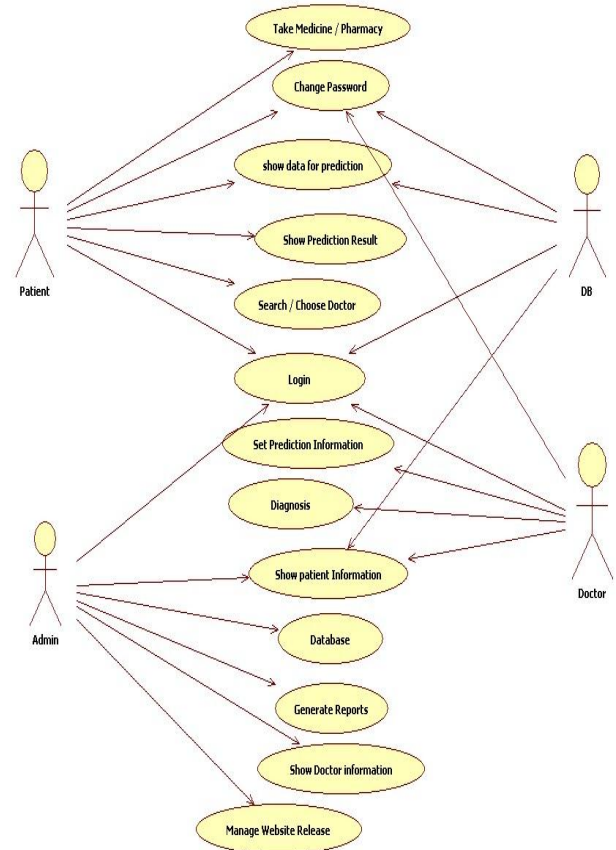 Take Medicine / Pharmacy
Change Password
show data for prediction
Show Prediction Result
Patient
DB
Search / Choose Doctor
Login
Set Prediction Information
Diagnosis
Show patient Information
Doctor
Admin
Database
Generate Reports
Show Doctor information
Manage Website Release